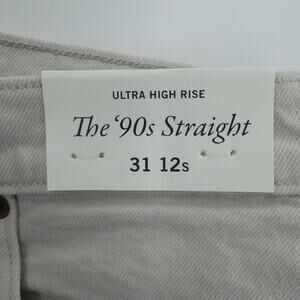 ULTRA HIGH RISE
The ‘90s Straight
31 12s